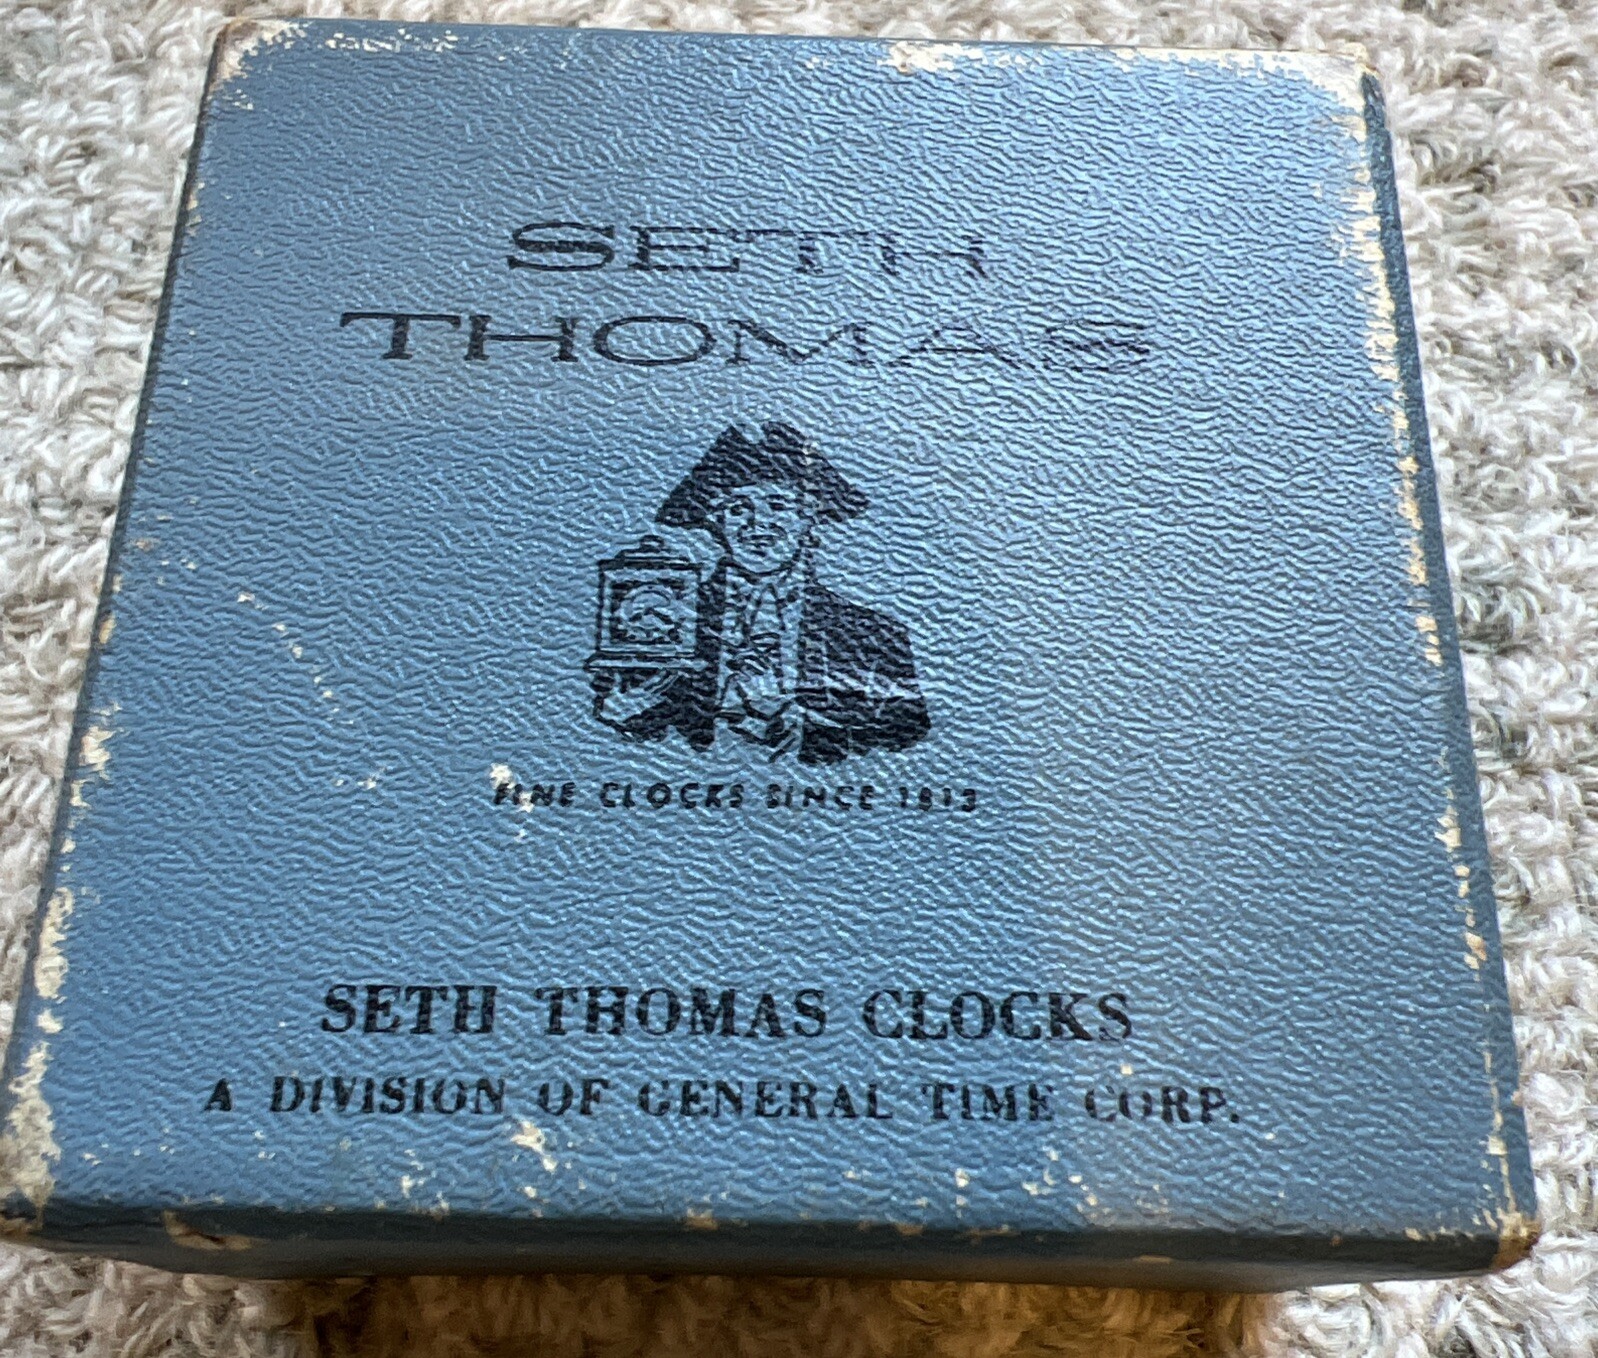 SETH
THOMAS
FINE CLOCKS SINCE 1813
SETH THOMAS CLOCKS
A DIVISION OF GENERAL TIME CORP.